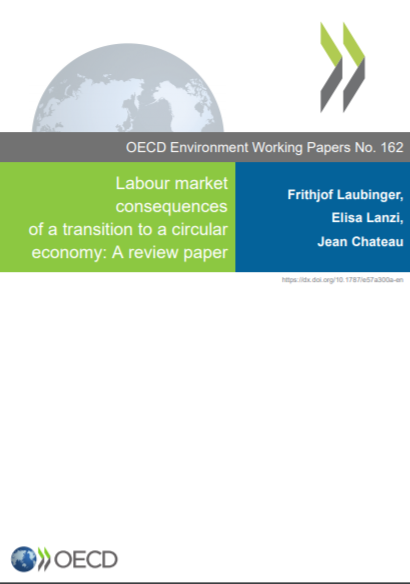 OECD Environment Working Papers No. 162
Labour market
consequences
of a transition to a circular
economy: A review paper
Frithjof Laubinger,
Elisa Lanzi,
Jean Chateau
https://dx.doi.org/10.1787/e57a300a-en
OECD